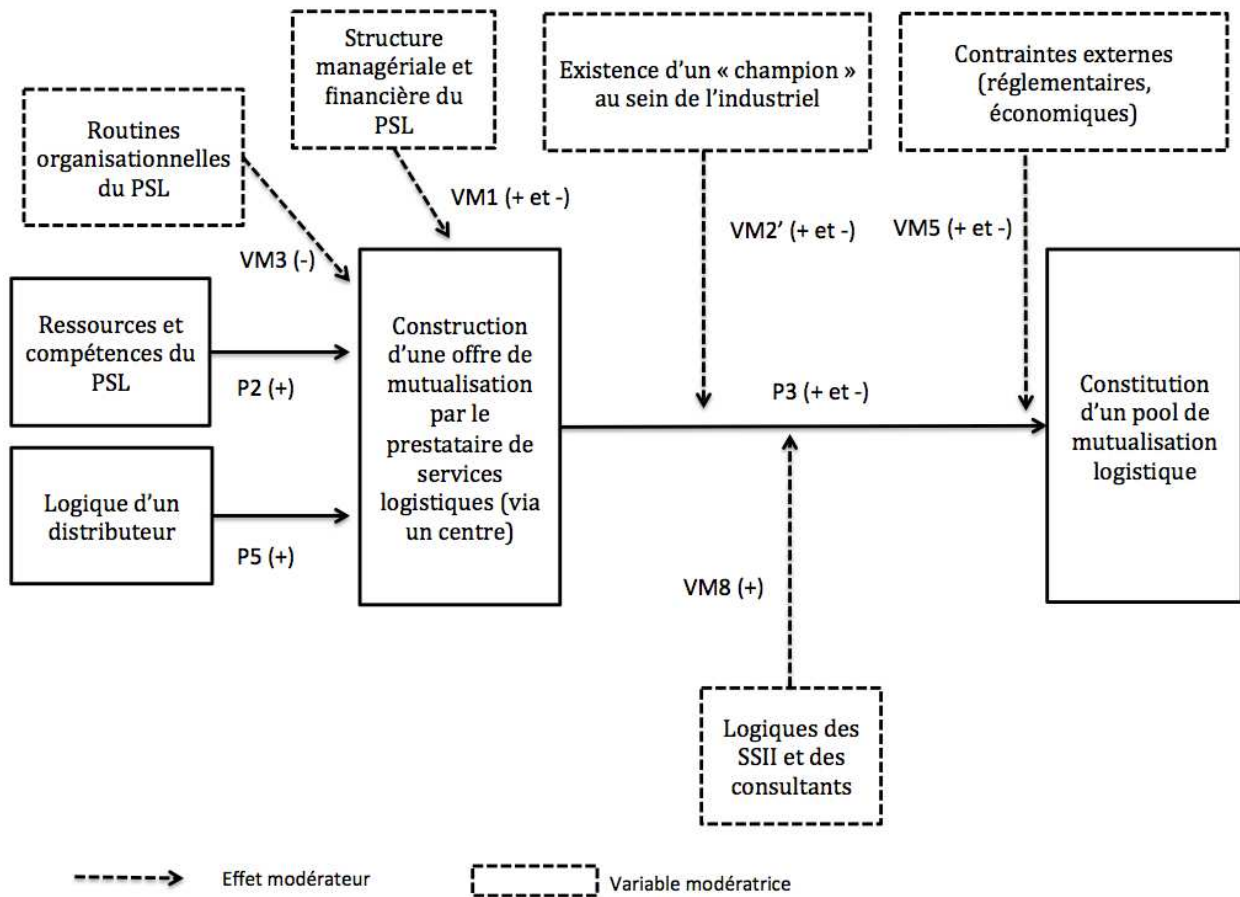 Structure
managériale et
financière du
PSL
Existence d'un « champion »
au sein de l'industriel
Contraintes externes
(réglementaires,
économiques)
Routines
organisationnelles
du PSL
VM1 (+ et -)
VM2' (+ et -)
VM5 (+ et -)
VM3 (-)
Ressources et
compétences du
PSL
P2 (+)
Logique d'un
distributeur
P5 (+)
Construction
d'une offre de
mutualisation
par le
prestataire de
services
logistiques (via
un centre)
P3 (+ et -)
Constitution
d'un pool de
mutualisation
logistique
VM8 (+)
Logiques des
SSII et des
consultants
Effet modérateur
Variable modératrice